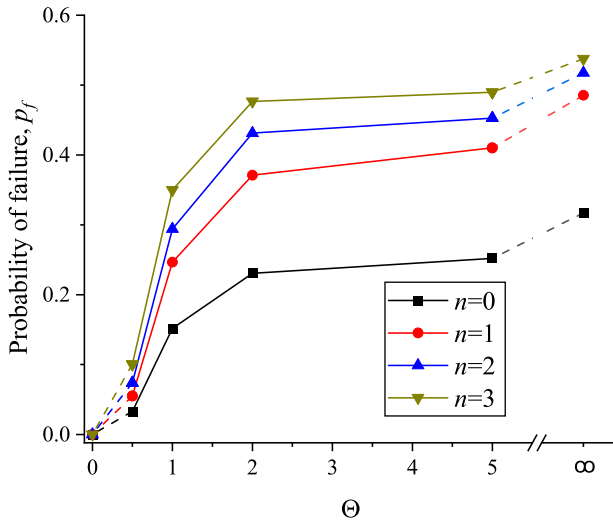 0.6
0.4
0.2
0.0
Probability of failure, p_f
0 1 2 3 4 5 ∞
Θ
n=0
n=1
n=2
n=3